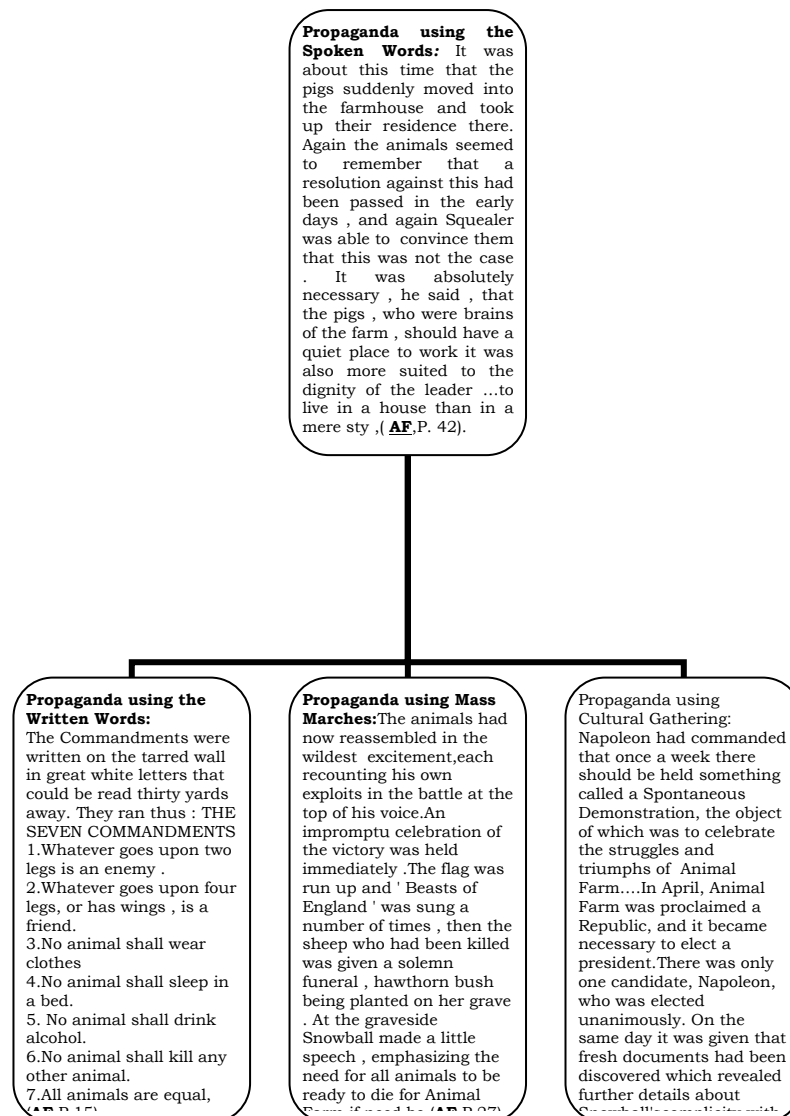 Propaganda using the
Spoken Words: It was
about this time that the
pigs suddenly moved into
the farmhouse and took
up their residence there.
Again the animals seemed
to remember that a
resolution against this had
been passed in the early
days , and again Squealer
was able to convince them
that this was not the case
. It was absolutely
necessary , he said , that
the pigs , who were brains
of the farm , should have a
quiet place to work it was
also more suited to the
dignity of the leader ...to
live in a house than in a
mere sty ,( AF,P. 42).
Propaganda using the
Written Words:
The Commandments were
written on the tarred wall
in great white letters that
could be read thirty yards
away. They ran thus : THE
SEVEN COMMANDMENTS
1.Whatever goes upon two
legs is an enemy .
2.Whatever goes upon four
legs, or has wings , is a
friend.
3.No animal shall wear
clothes
4.No animal shall sleep in
a bed.
5. No animal shall drink
alcohol.
6.No animal shall kill any
other animal.
7.All animals are equal,
(AF,P.15)
Propaganda using Mass
Marches:The animals had
now reassembled in the
wildest excitement,each
recounting his own
exploits in the battle at the
top of his voice.An
impromptu celebration of
the victory was held
immediately .The flag was
run up and ' Beasts of
England ' was sung a
number of times , then the
sheep who had been killed
was given a solemn
funeral , hawthorn bush
being planted on her grave
. At the graveside
Snowball made a little
speech , emphasizing the
need for all animals to be
ready to die for Animal
Farm if need be (AF,P.27)
Propaganda using
Cultural Gathering:
Napoleon had commanded
that once a week there
should be held something
called a Spontaneous
Demonstration, the object
of which was to celebrate
the struggles and
triumphs of Animal
Farm....In April, Animal
Farm was proclaimed a
Republic, and it became
necessary to elect a
president.There was only
one candidate, Napoleon,
who was elected
unanimously. On the
same day it was given that
fresh documents had been
discovered which revealed
further details about
with